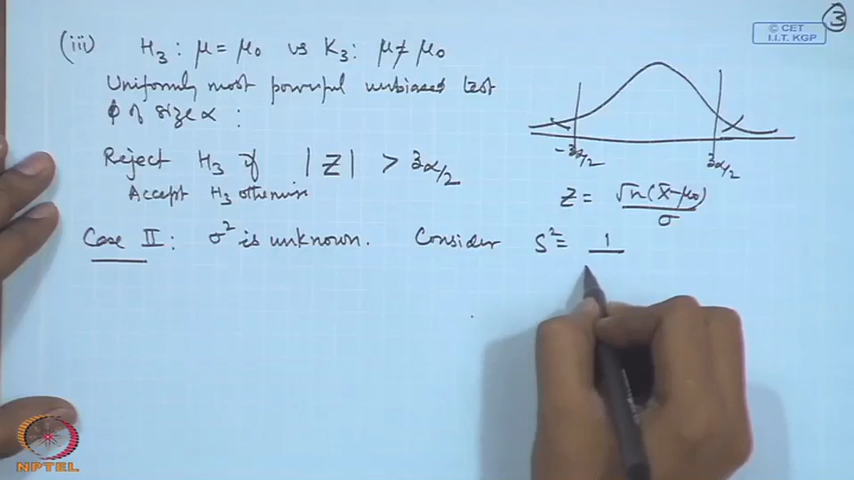 ③
© CET
I.I.T. KGP
(iii) H₃ : μ = μ₀ vs K₃ : μ ≠ μ₀
Uniformly most powerful unbiased test
ϕ of size α :
Reject H₃ if |Z| > z_{α/2}
Accept H₃ otherwise
-z_{α/2} z_{α/2}
Z = √n (X̄-μ₀) / σ
Case II : σ² is unknown. Consider S² = 1
NPTEL